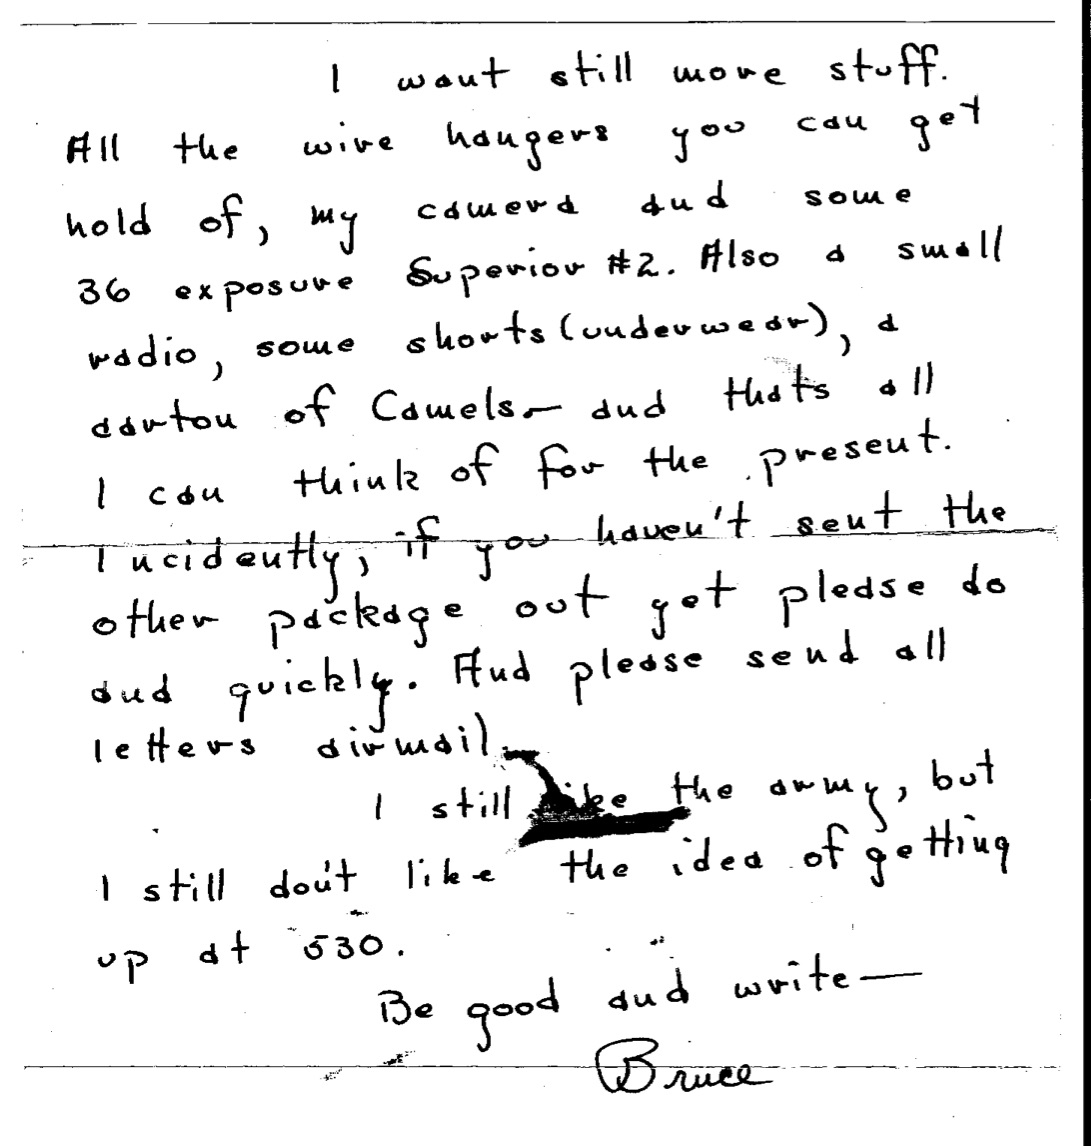 I want still more stuff.
All the wire hangers you can get
hold of, my camera and some
36 exposure Superior #2. Also a small
radio, some shorts (underwear), a
carton of Camels — and thats all
I can think of for the present.
Incidently, if you haven't sent the
other package out yet please do
and quickly. And please send all
letters airmail.
I still like the army, but
I still don't like the idea of getting
up at 530.
Be good and write —
Bruce